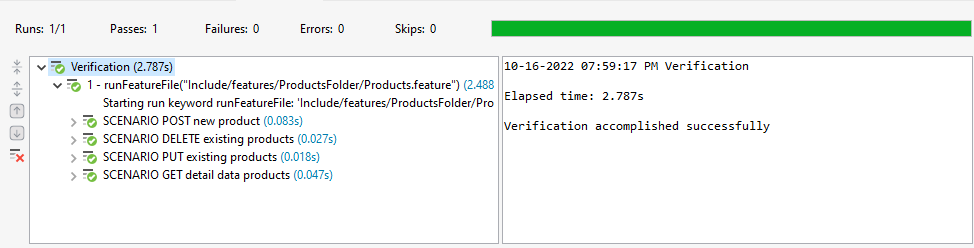 Runs: 1/1 Passes: 1 Failures: 0 Errors: 0 Skips: 0
Verification (2.787s)
1 - runFeatureFile("Include/features/ProductsFolder/Products.feature") (2.488
Starting run keyword runFeatureFile: 'Include/features/ProductsFolder/Pro
SCENARIO POST new product (0.083s)
SCENARIO DELETE existing products (0.027s)
SCENARIO PUT existing products (0.018s)
SCENARIO GET detail data products (0.047s)
10-16-2022 07:59:17 PM Verification
Elapsed time: 2.787s
Verification accomplished successfully